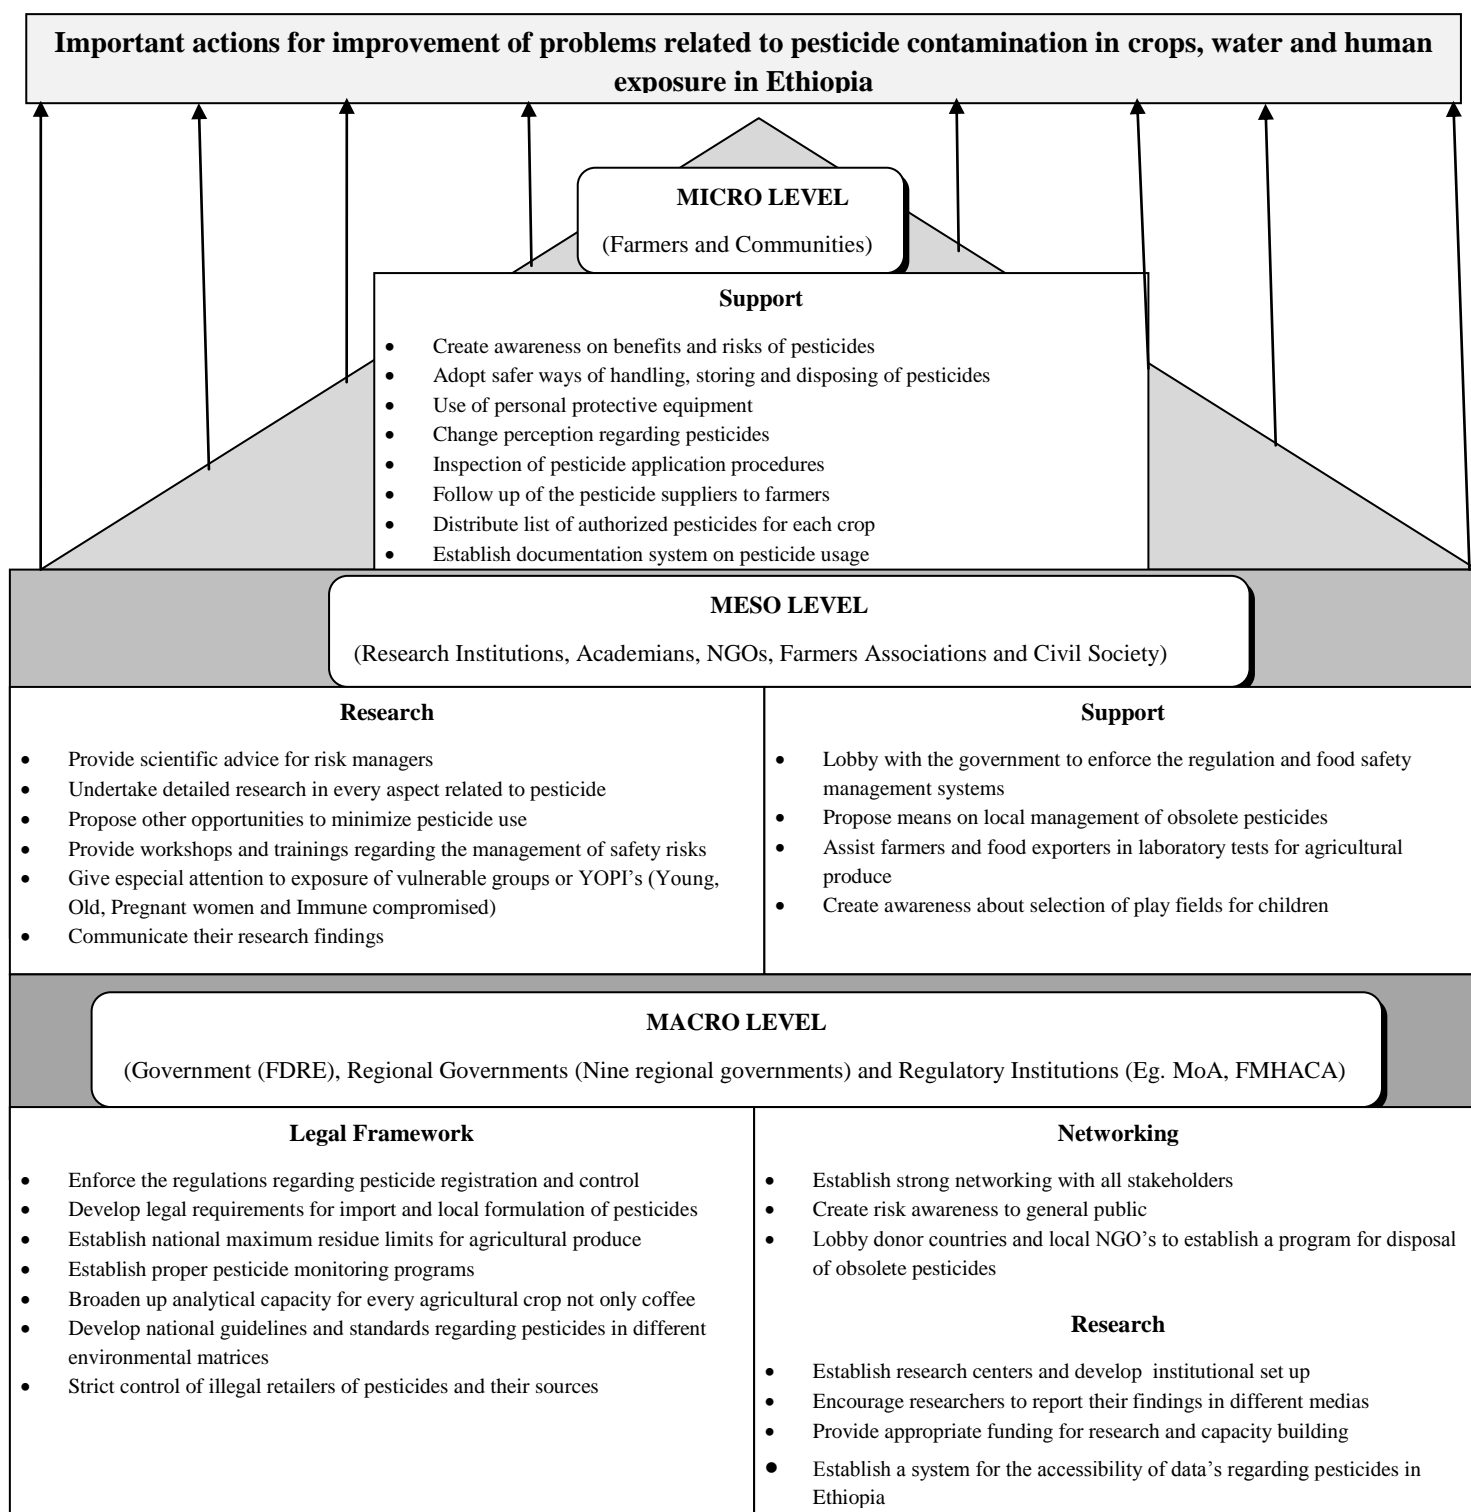 Important actions for improvement of problems related to pesticide contamination in crops, water and human
exposure in Ethiopia
MICRO LEVEL
(Farmers and Communities)
Support
• Create awareness on benefits and risks of pesticides
• Adopt safer ways of handling, storing and disposing of pesticides
• Use of personal protective equipment
• Change perception regarding pesticides
• Inspection of pesticide application procedures
• Follow up of the pesticide suppliers to farmers
• Distribute list of authorized pesticides for each crop
• Establish documentation system on pesticide usage
MESO LEVEL
(Research Institutions, Academians, NGOs, Farmers Associations and Civil Society)
Research
• Provide scientific advice for risk managers
• Undertake detailed research in every aspect related to pesticide
• Propose other opportunities to minimize pesticide use
• Provide workshops and trainings regarding the management of safety risks
• Give especial attention to exposure of vulnerable groups or YOPI's (Young,
Old, Pregnant women and Immune compromised)
• Communicate their research findings
Support
• Lobby with the government to enforce the regulation and food safety
management systems
• Propose means on local management of obsolete pesticides
• Assist farmers and food exporters in laboratory tests for agricultural
produce
• Create awareness about selection of play fields for children
MACRO LEVEL
(Government (FDRE), Regional Governments (Nine regional governments) and Regulatory Institutions (Eg. MoA, FMHACA)
Legal Framework
• Enforce the regulations regarding pesticide registration and control
• Develop legal requirements for import and local formulation of pesticides
• Establish national maximum residue limits for agricultural produce
• Establish proper pesticide monitoring programs
• Broaden up analytical capacity for every agricultural crop not only coffee
• Develop national guidelines and standards regarding pesticides in different
environmental matrices
• Strict control of illegal retailers of pesticides and their sources
Networking
• Establish strong networking with all stakeholders
• Create risk awareness to general public
• Lobby donor countries and local NGO's to establish a program for disposal
of obsolete pesticides
Research
• Establish research centers and develop institutional set up
• Encourage researchers to report their findings in different medias
• Provide appropriate funding for research and capacity building
• Establish a system for the accessibility of data's regarding pesticides in
Ethiopia